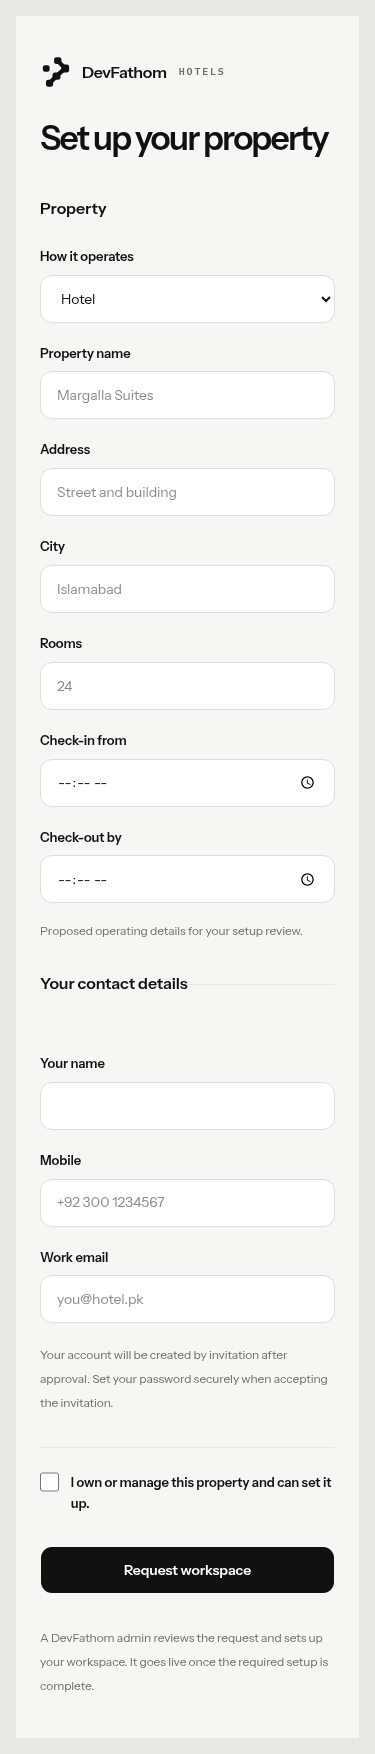 DevFathom HOTELS
Set up your property
Property
How it operates
Hotel
Property name
Margalla Suites
Address
Street and building
City
Islamabad
Rooms
24
Check-in from
--:-- --
Check-out by
--:-- --
Proposed operating details for your setup review.
Your contact details
Your name
Mobile
+92 300 1234567
Work email
you@hotel.pk
Your account will be created by invitation after
approval. Set your password securely when accepting
the invitation.
I own or manage this property and can set it
up.
Request workspace
A DevFathom admin reviews the request and sets up
your workspace. It goes live once the required setup is
complete.